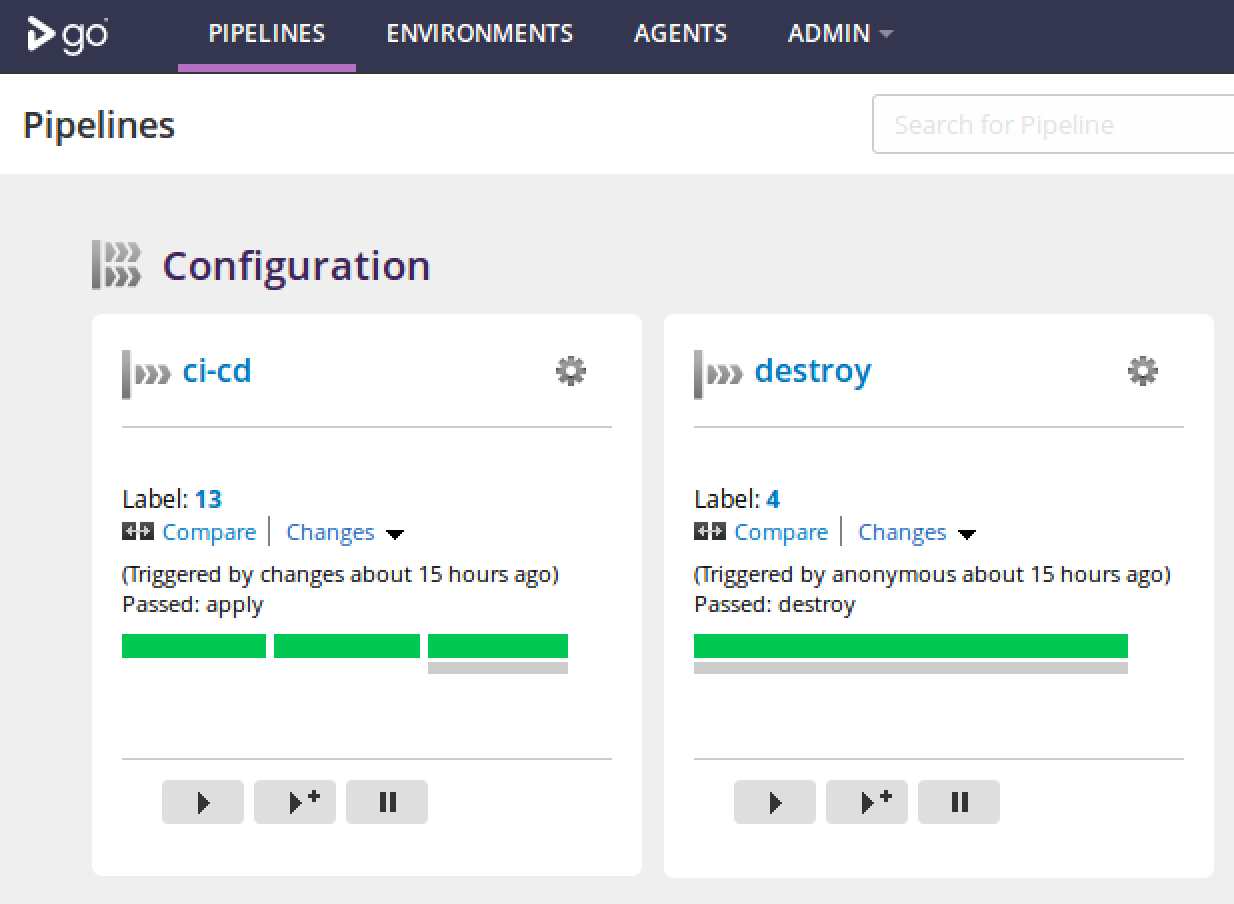 go
PIPELINES ENVIRONMENTS AGENTS ADMIN
Pipelines
Search for Pipeline
Configuration
ci-cd
Label: 13
Compare Changes
(Triggered by changes about 15 hours ago)
Passed: apply
destroy
Label: 4
Compare Changes
(Triggered by anonymous about 15 hours ago)
Passed: destroy